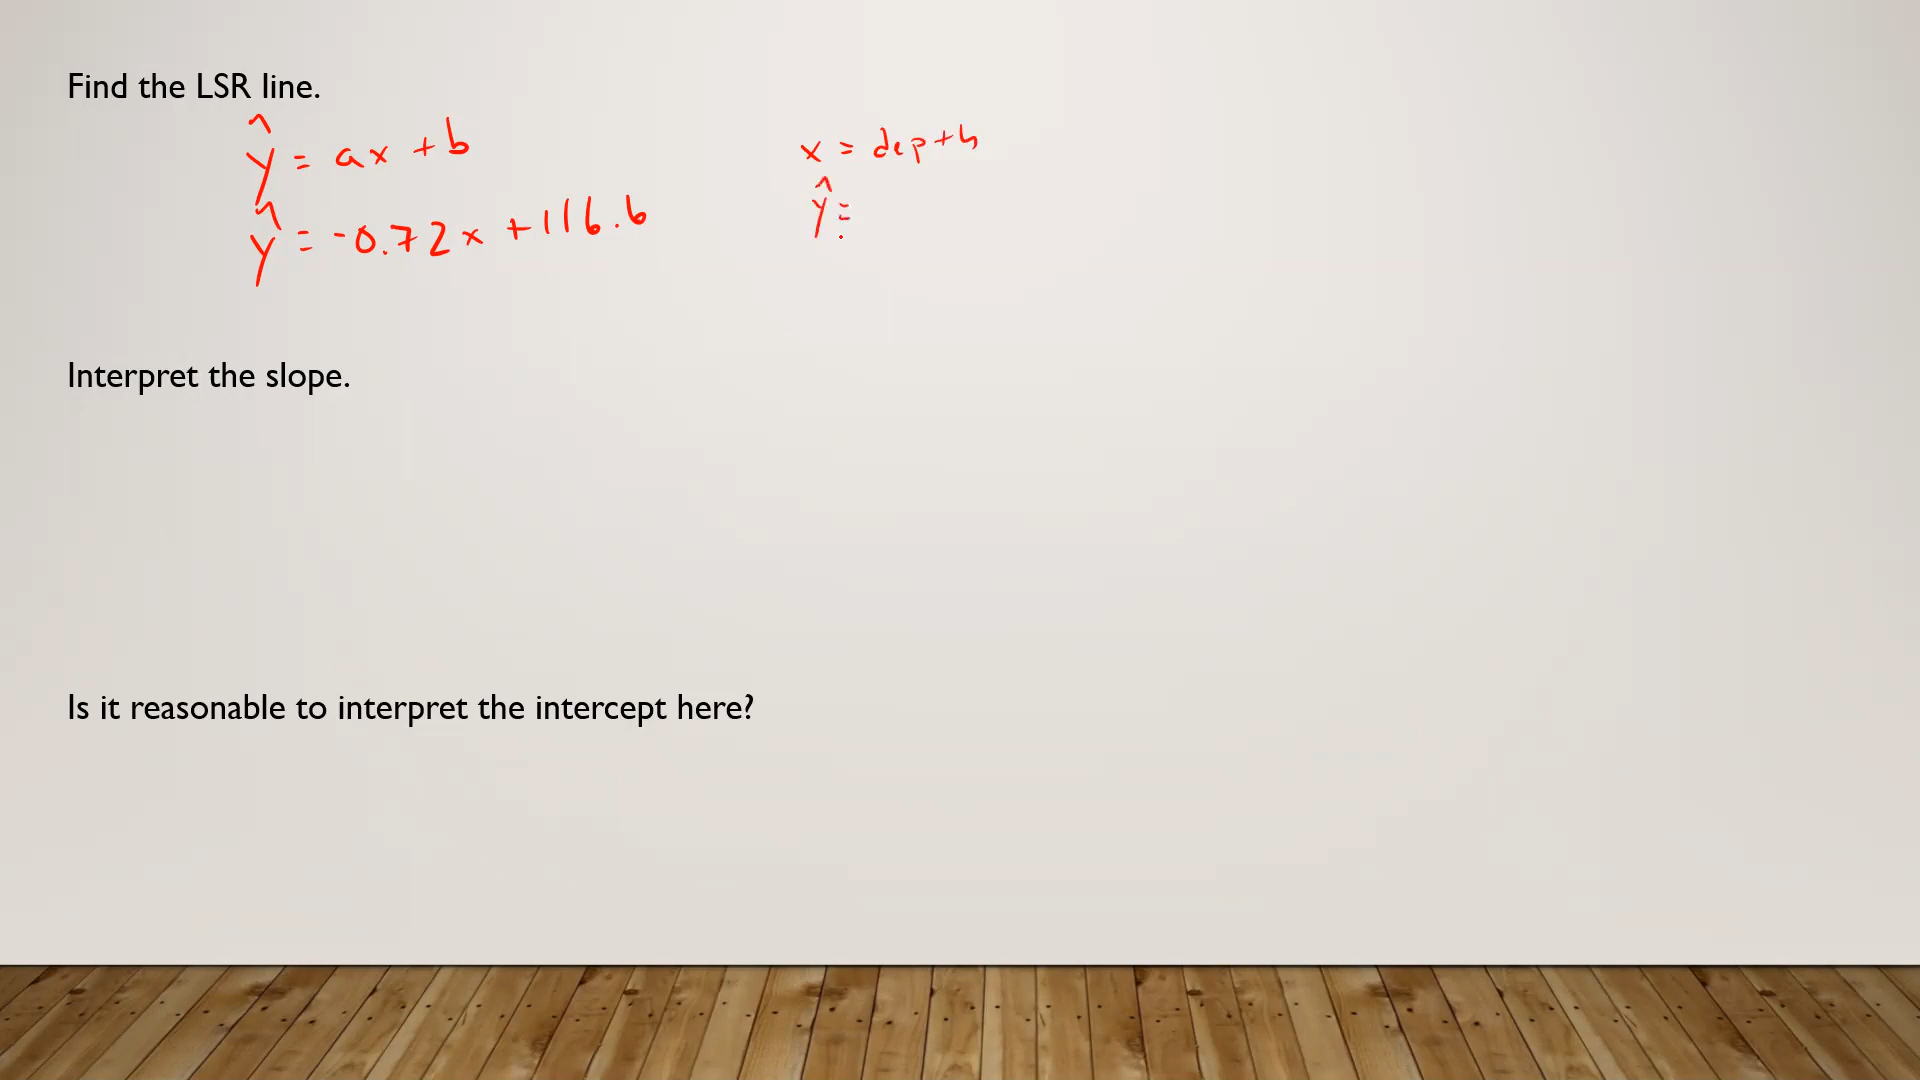 Find the LSR line.
ŷ = ax + b
x = depth
ŷ =
ŷ = -0.72x + 116.6
Interpret the slope.
Is it reasonable to interpret the intercept here?